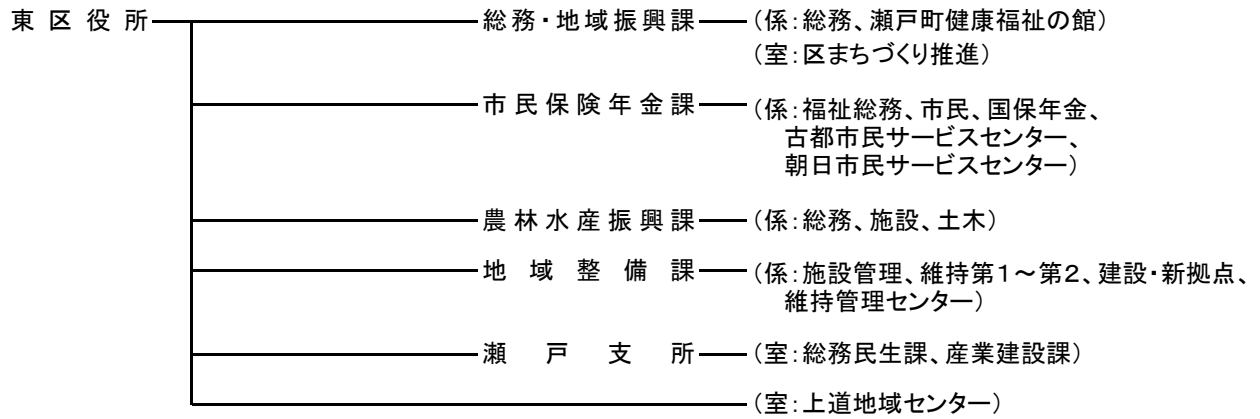 東区役所 総務・地域振興課 (係:総務、瀬戸町健康福祉の館)
(室:区まちづくり推進)
市民保険年金課 (係:福祉総務、市民、国保年金、
古都市民サービスセンター、
朝日市民サービスセンター)
農林水産振興課 (係:総務、施設、土木)
地域整備課 (係:施設管理、維持第1~第2、建設・新拠点、
維持管理センター)
瀬戸支所 (室:総務民生課、産業建設課)
(室:上道地域センター)